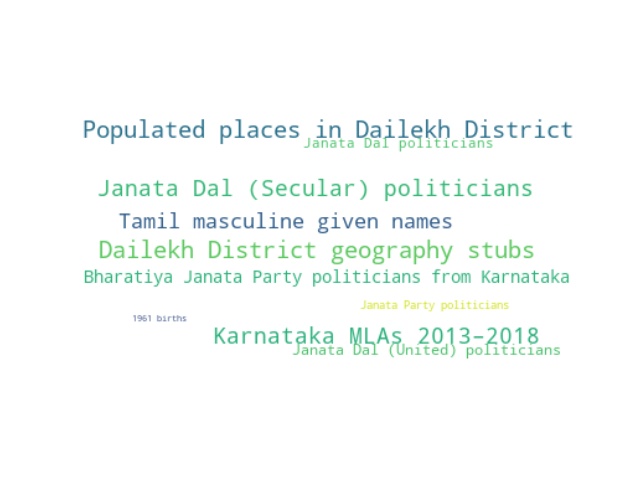 Populated places in Dailekh District
Janata Dal politicians
Janata Dal (Secular) politicians
Tamil masculine given names
Dailekh District geography stubs
Bharatiya Janata Party politicians from Karnataka
Janata Party politicians
1961 births
Karnataka MLAs 2013–2018
Janata Dal (United) politicians